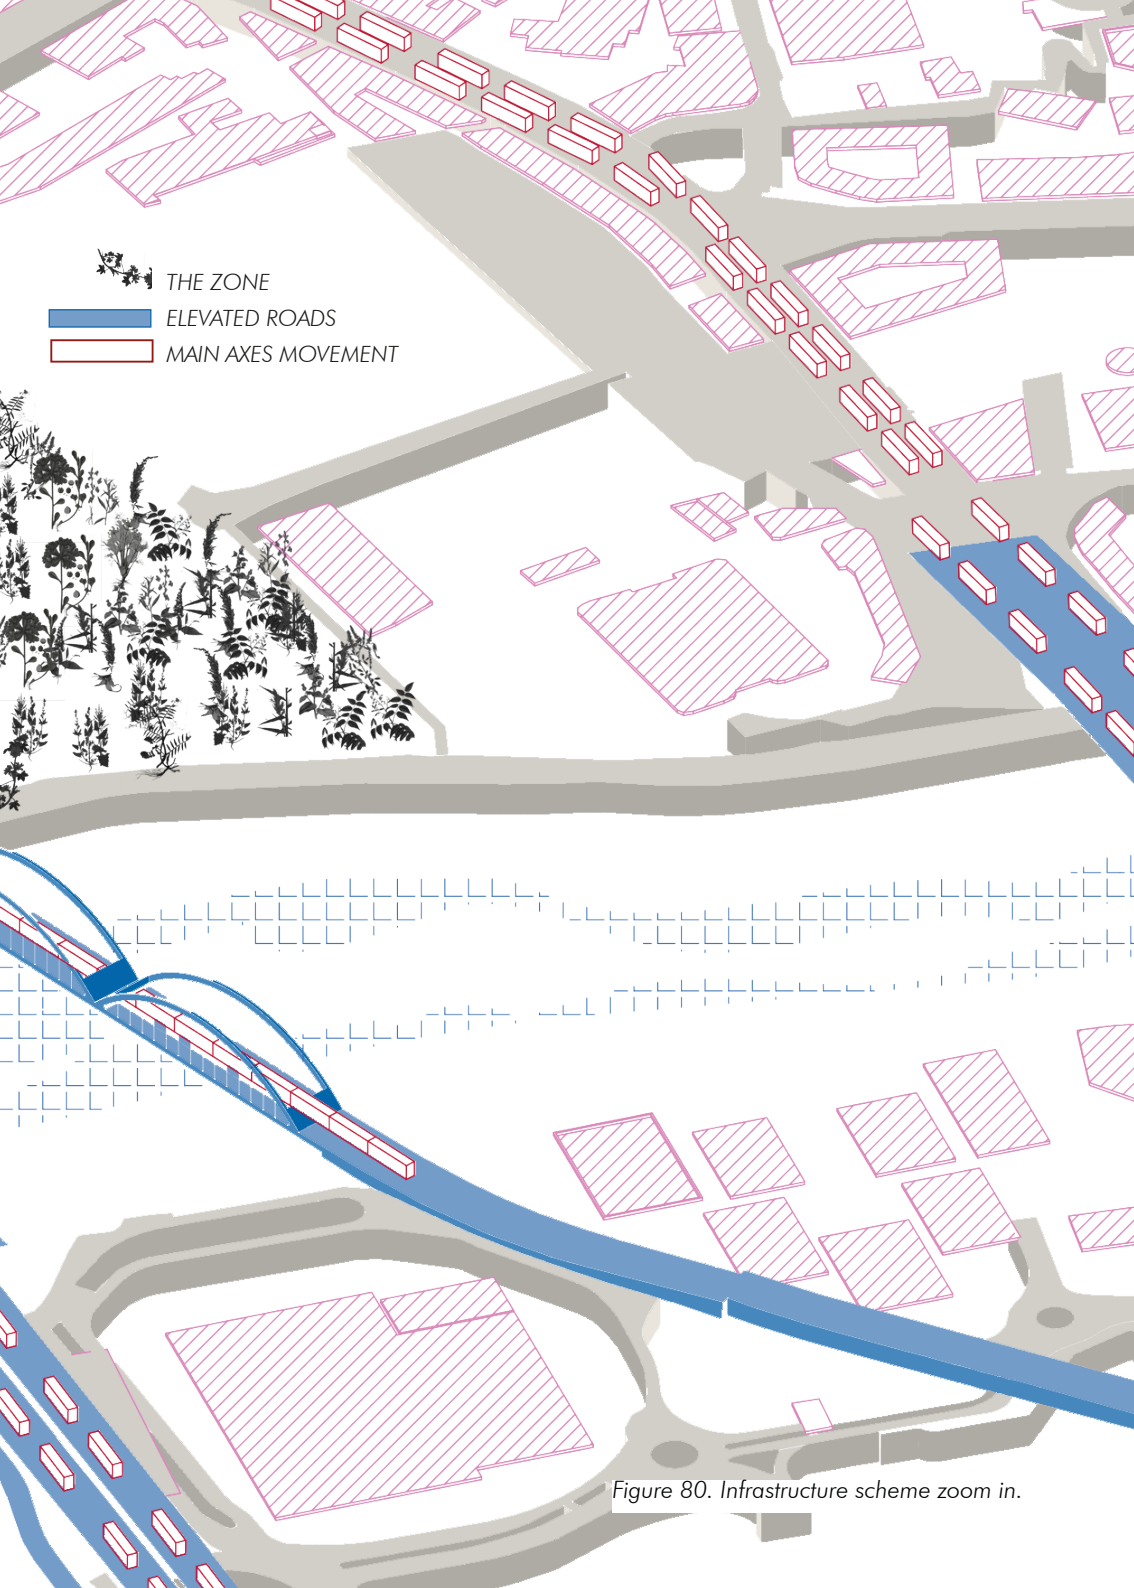 THE ZONE
ELEVATED ROADS
MAIN AXES MOVEMENT
Figure 80. Infrastructure scheme zoom in.